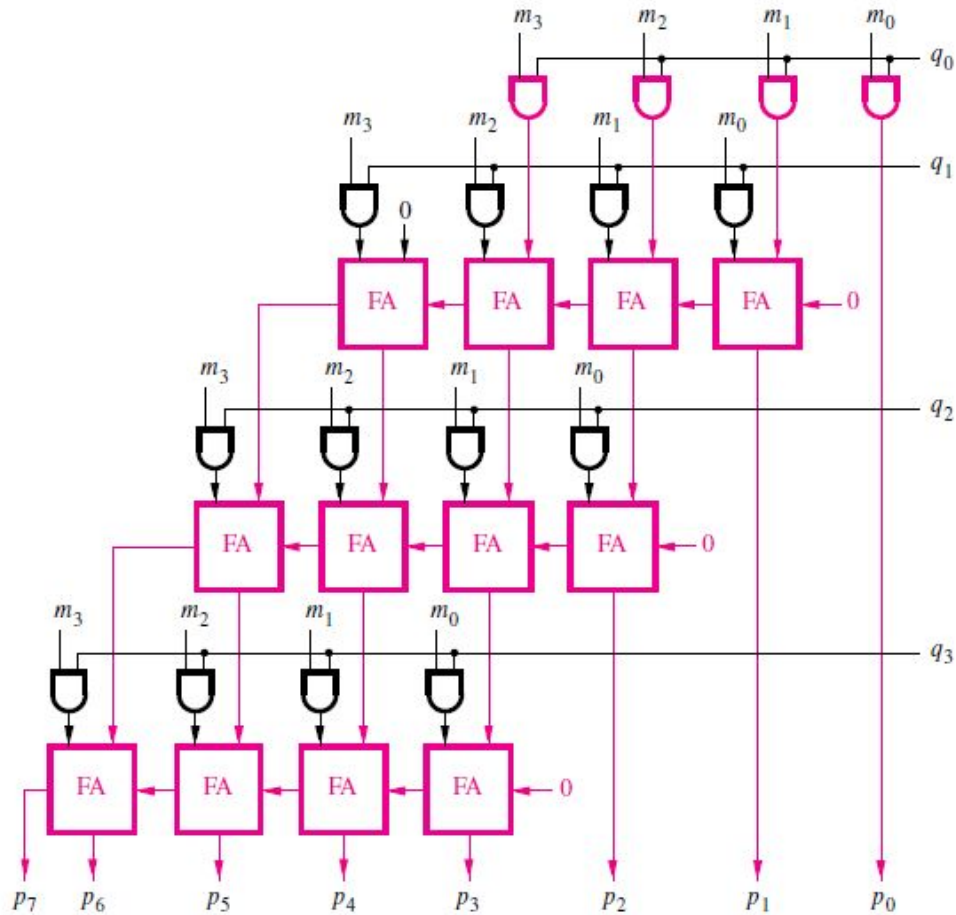 m₃ m₂ m₁ m₀
q₀
m₃ m₂ m₁ m₀
q₁
0
FA FA FA FA 0
m₃ m₂ m₁ m₀
q₂
FA FA FA FA 0
m₃ m₂ m₁ m₀
q₃
FA FA FA FA 0
p₇ p₆ p₅ p₄ p₃ p₂ p₁ p₀